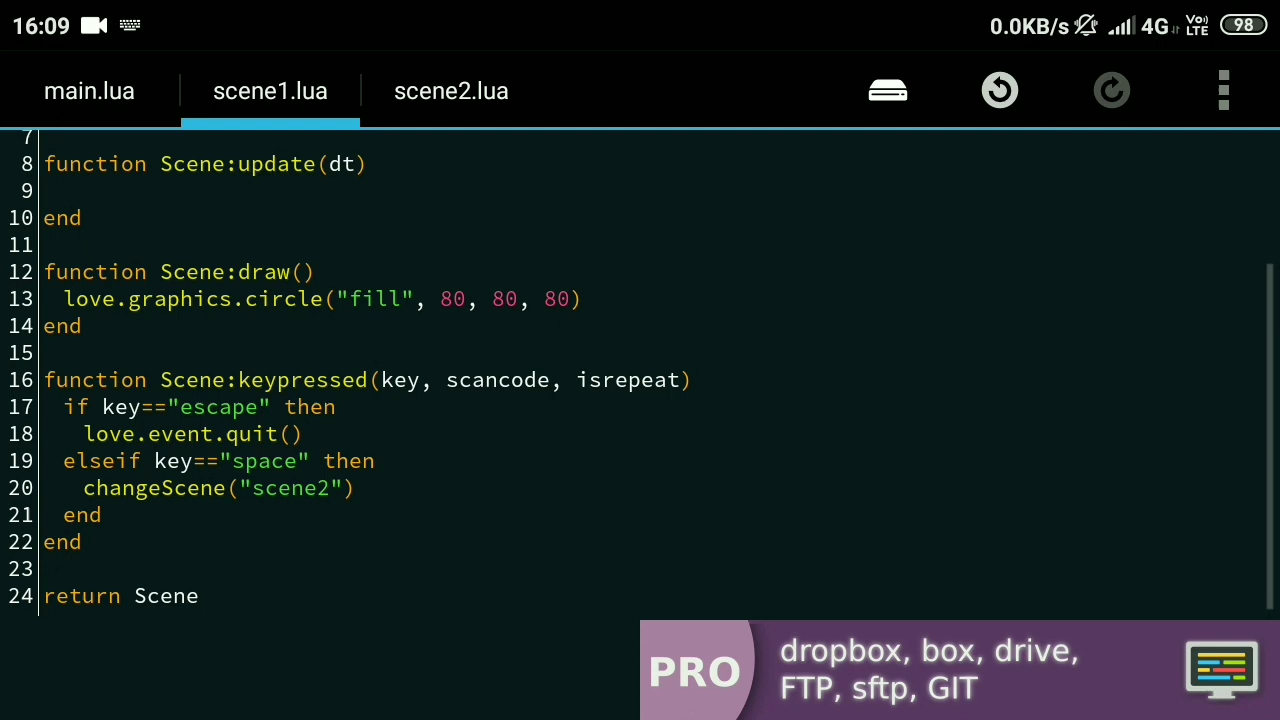 16:09 0.0KB/s 4G Vo) LTE 98
main.lua scene1.lua scene2.lua
7
8 function Scene:update(dt)
9
10 end
11
12 function Scene:draw()
13 love.graphics.circle("fill", 80, 80, 80)
14 end
15
16 function Scene:keypressed(key, scancode, isrepeat)
17 if key=="escape" then
18 love.event.quit()
19 elseif key=="space" then
20 changeScene("scene2")
21 end
22 end
23
24 return Scene
PRO dropbox, box, drive,
FTP, sftp, GIT